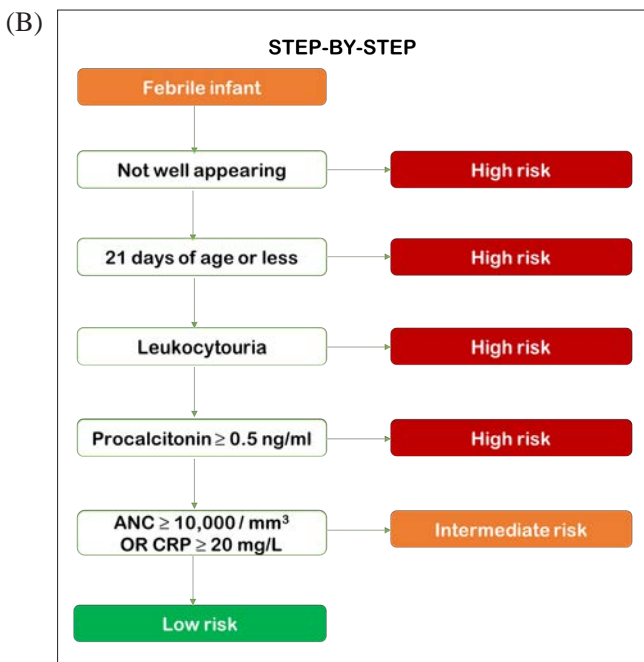 (B)
STEP-BY-STEP
Febrile infant
Not well appearing
High risk
21 days of age or less
High risk
Leukocytouria
High risk
Procalcitonin ≥ 0.5 ng/ml
High risk
ANC ≥ 10,000 / mm³
OR CRP ≥ 20 mg/L
Intermediate risk
Low risk